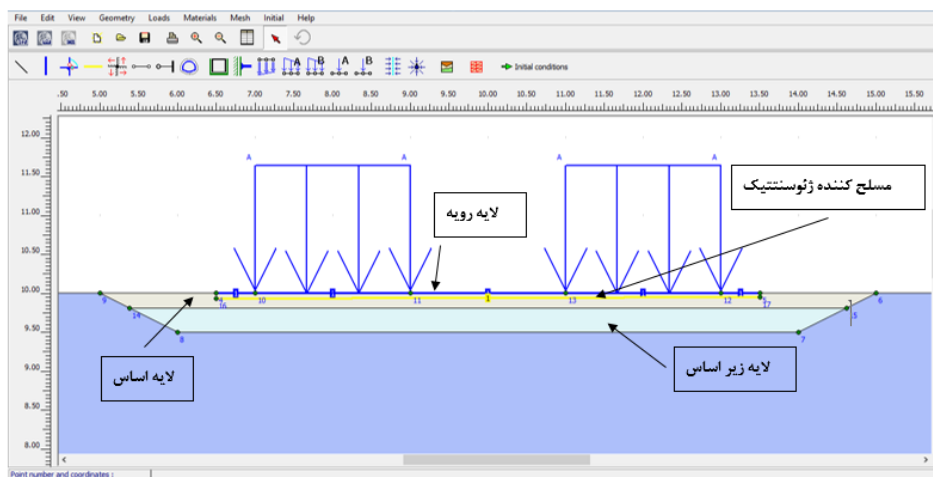 File Edit View Geometry Loads Materials Mesh Initial Help
A B A B Initial conditions
.50 5.00 5.50 6.00 6.50 7.00 7.50 8.00 8.50 9.00 9.50 10.00 10.50 11.00 11.50 12.00 12.50 13.00 13.50 14.00 14.50 15.00 15.50
12.00
A A A A
11.50
مسلح کننده ژئوسنتتیک
لایه رویه
11.00
10.50
10.00
9 10 11 1 13 12 6
16 17
14
9.50
8 7
لایه اساس
لایه زیر اساس
9.00
8.50
8.00
Point number and coordinates :